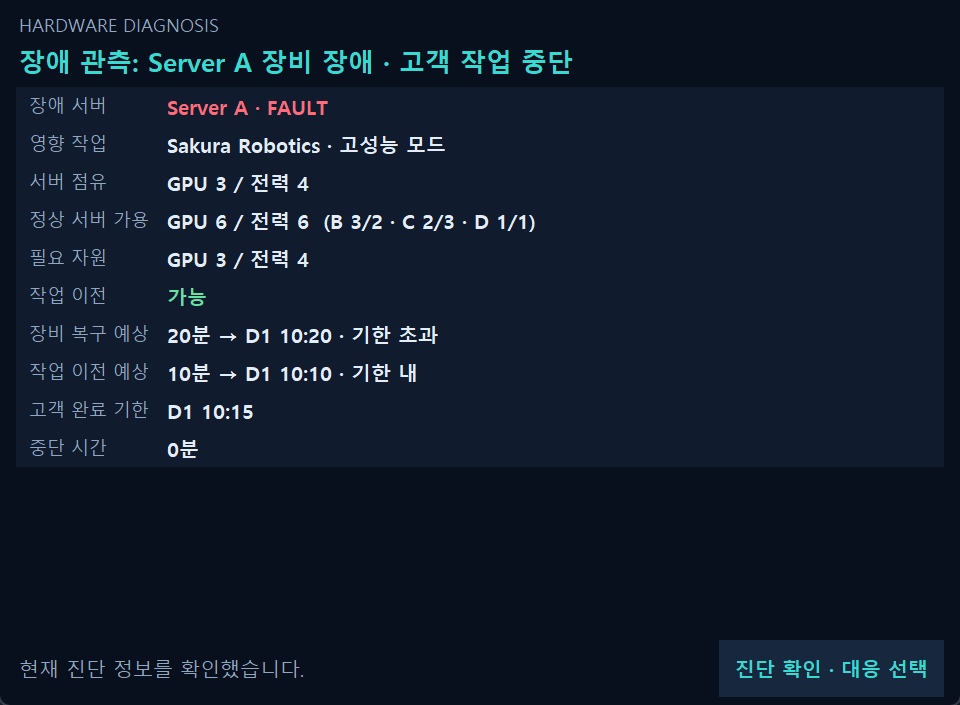 HARDWARE DIAGNOSIS
장애 관측: Server A 장비 장애 · 고객 작업 중단
장애 서버 Server A · FAULT
영향 작업 Sakura Robotics · 고성능 모드
서버 점유 GPU 3 / 전력 4
정상 서버 가용 GPU 6 / 전력 6 (B 3/2 · C 2/3 · D 1/1)
필요 자원 GPU 3 / 전력 4
작업 이전 가능
장비 복구 예상 20분 → D1 10:20 · 기한 초과
작업 이전 예상 10분 → D1 10:10 · 기한 내
고객 완료 기한 D1 10:15
중단 시간 0분
현재 진단 정보를 확인했습니다.
진단 확인 · 대응 선택